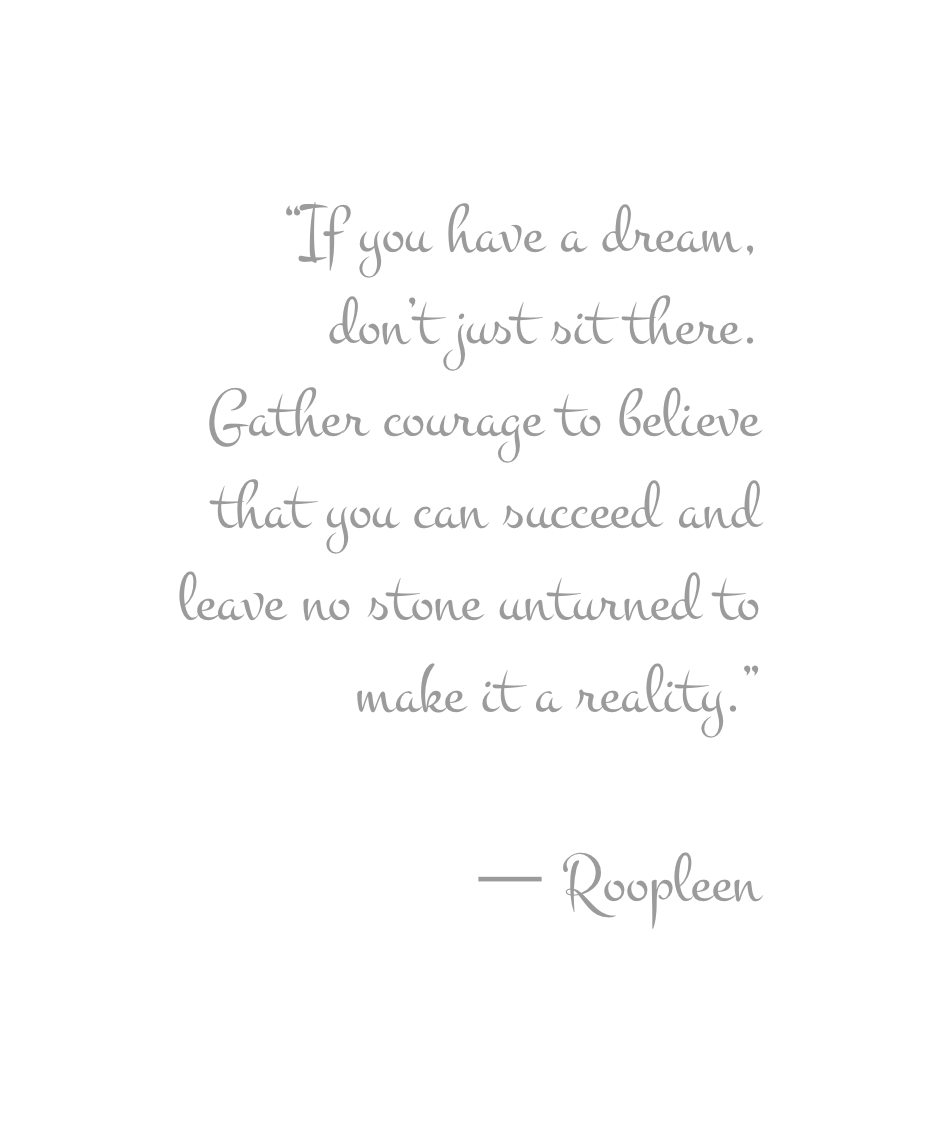 “If you have a dream,
don’t just sit there.
Gather courage to believe
that you can succeed and
leave no stone unturned to
make it a reality.”
— Roopleen